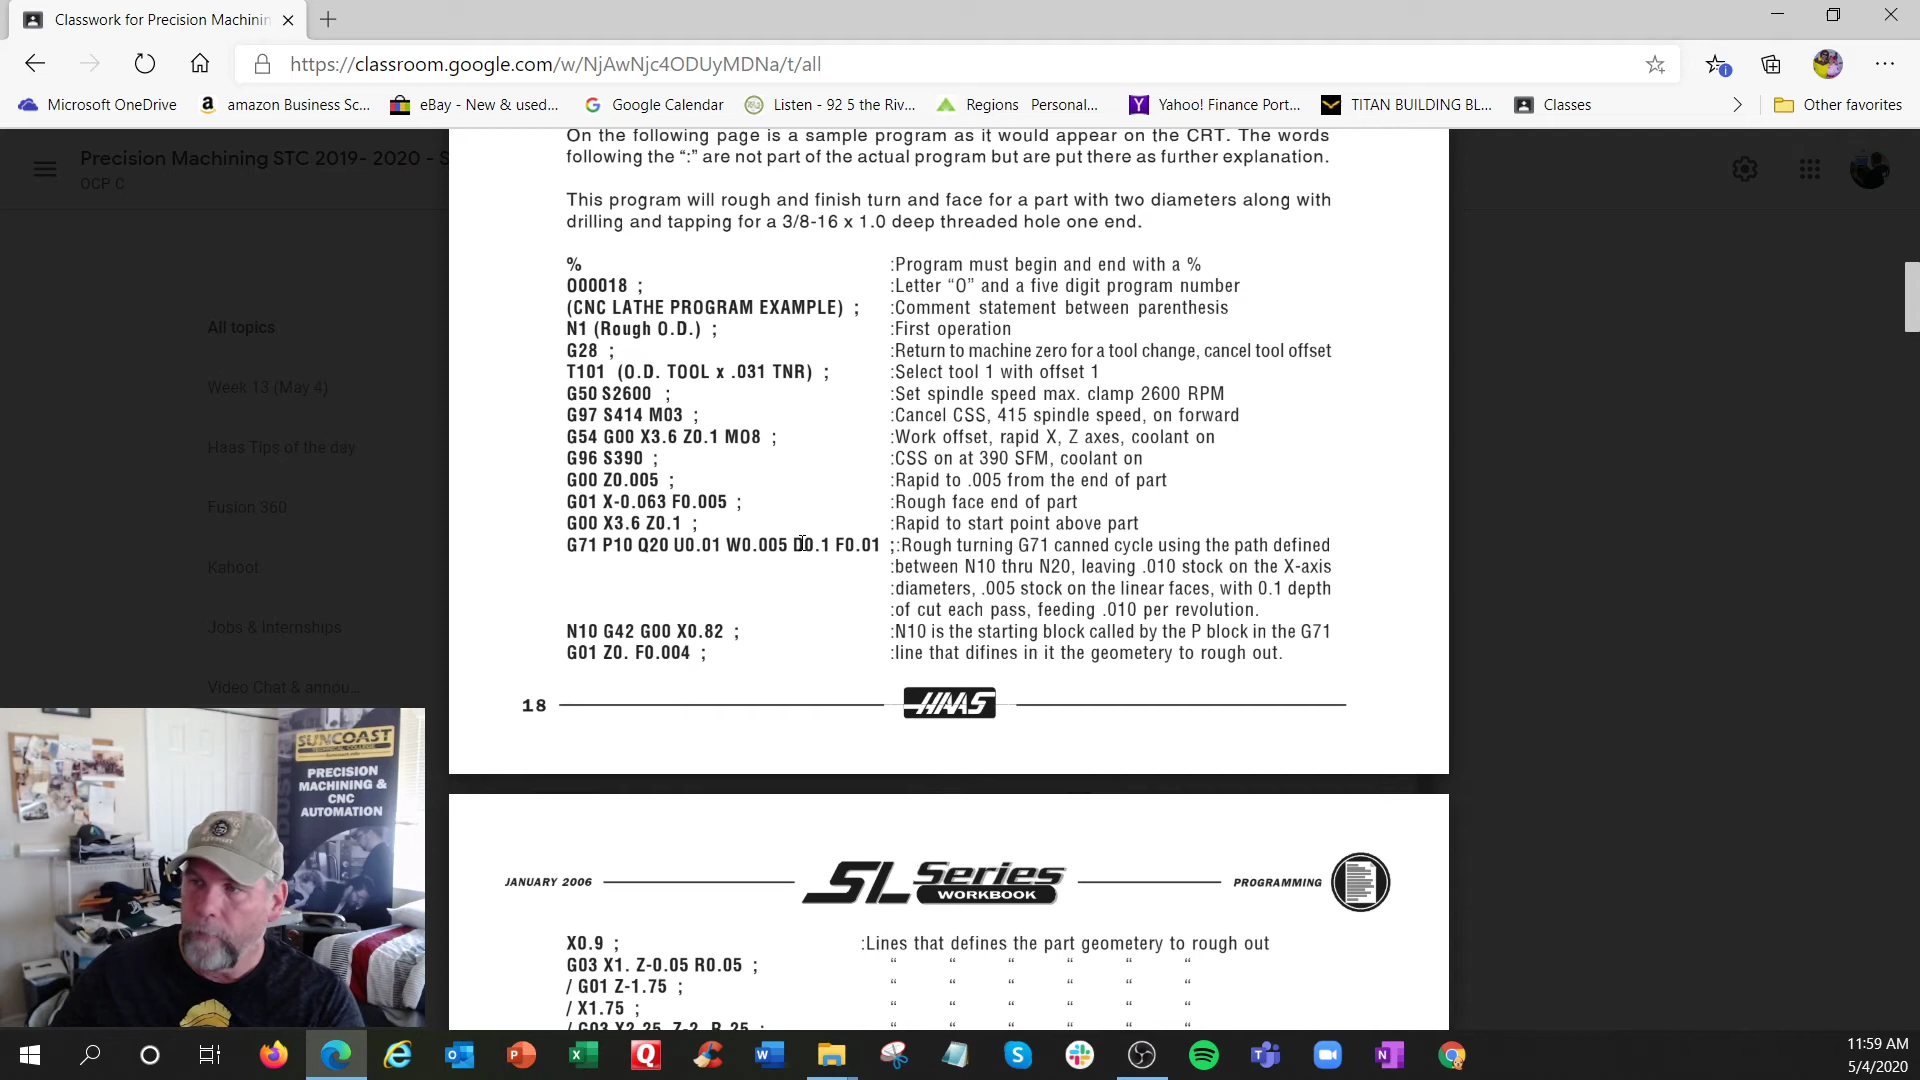 Classwork for Precision Machinin
https://classroom.google.com/w/NjAwNjc4ODUyMDNa/t/all
Microsoft OneDrive
amazon Business Sc...
eBay - New & used...
Google Calendar
Listen - 92 5 the Riv...
Regions Personal...
Yahoo! Finance Port...
TITAN BUILDING BL...
Classes
Other favorites
Precision Machining STC 2019- 2020 - S
OCP C
All topics
Week 13 (May 4)
Haas Tips of the day
Fusion 360
Kahoot
Jobs & Internships
Video Chat & annou...
On the following page is a sample program as it would appear on the CRT. The words
following the “:” are not part of the actual program but are put there as further explanation.
This program will rough and finish turn and face for a part with two diameters along with
drilling and tapping for a 3/8-16 x 1.0 deep threaded hole one end.
% :Program must begin and end with a %
O00018 ; :Letter “O” and a five digit program number
(CNC LATHE PROGRAM EXAMPLE) ; :Comment statement between parenthesis
N1 (Rough O.D.) ; :First operation
G28 ; :Return to machine zero for a tool change, cancel tool offset
T101 (O.D. TOOL x .031 TNR) ; :Select tool 1 with offset 1
G50 S2600 ; :Set spindle speed max. clamp 2600 RPM
G97 S414 M03 ; :Cancel CSS, 415 spindle speed, on forward
G54 G00 X3.6 Z0.1 M08 ; :Work offset, rapid X, Z axes, coolant on
G96 S390 ; :CSS on at 390 SFM, coolant on
G00 Z0.005 ; :Rapid to .005 from the end of part
G01 X-0.063 F0.005 ; :Rough face end of part
G00 X3.6 Z0.1 ; :Rapid to start point above part
G71 P10 Q20 U0.01 W0.005 D0.1 F0.01 ;:Rough turning G71 canned cycle using the path defined
:between N10 thru N20, leaving .010 stock on the X-axis
:diameters, .005 stock on the linear faces, with 0.1 depth
:of cut each pass, feeding .010 per revolution.
N10 G42 G00 X0.82 ; :N10 is the starting block called by the P block in the G71
G01 Z0. F0.004 ; :line that difines in it the geometery to rough out.
18
HAAS
JANUARY 2006
SL Series
WORKBOOK
PROGRAMMING
X0.9 ; :Lines that defines the part geometery to rough out
G03 X1. Z-0.05 R0.05 ; “ “ “ “ “ “
/ G01 Z-1.75 ; “ “ “ “ “ “
/ X1.75 ; “ “ “ “ “ “
/ G03 X2.25 Z-2. R.25 ; “ “ “ “ “ “
SUNCOAST
PRECISION
MACHINING &
CNC
AUTOMATION
11:59 AM
5/4/2020